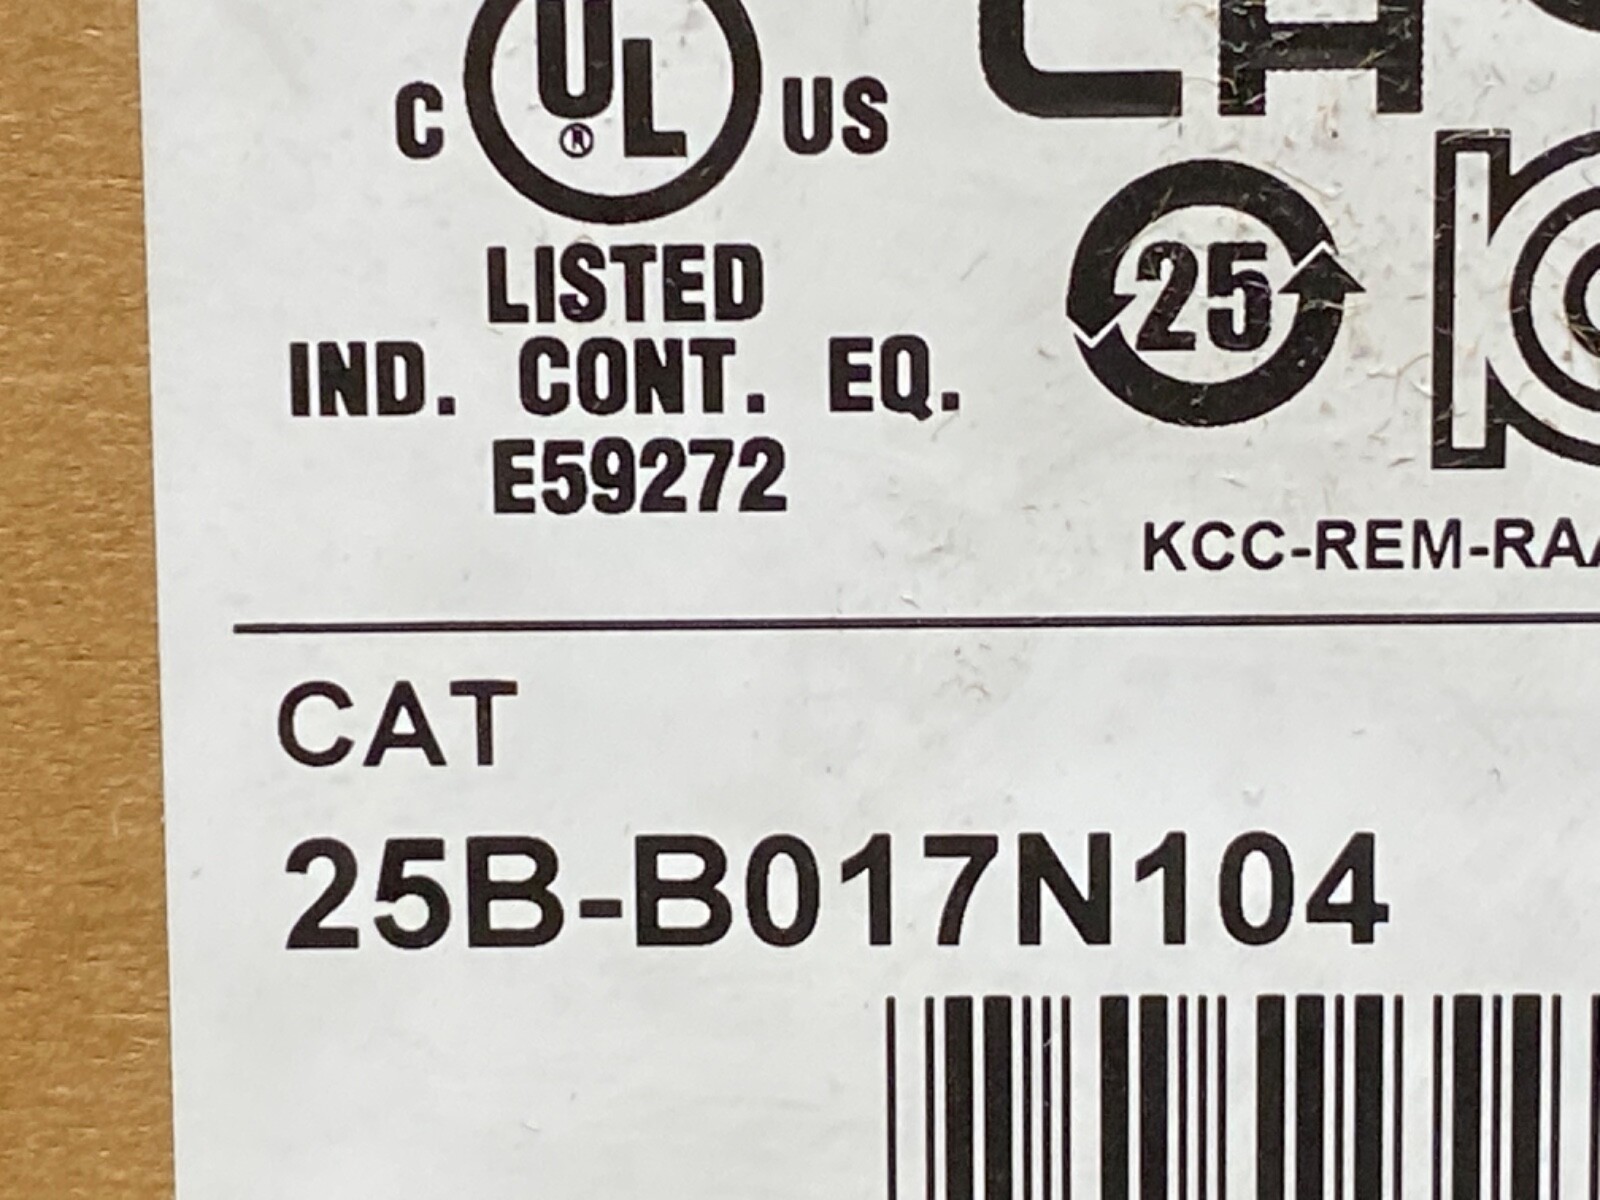 C UL US
®
LISTED
IND. CONT. EQ.
E59272
25
KCC-REM-RA
CAT
25B-B017N104